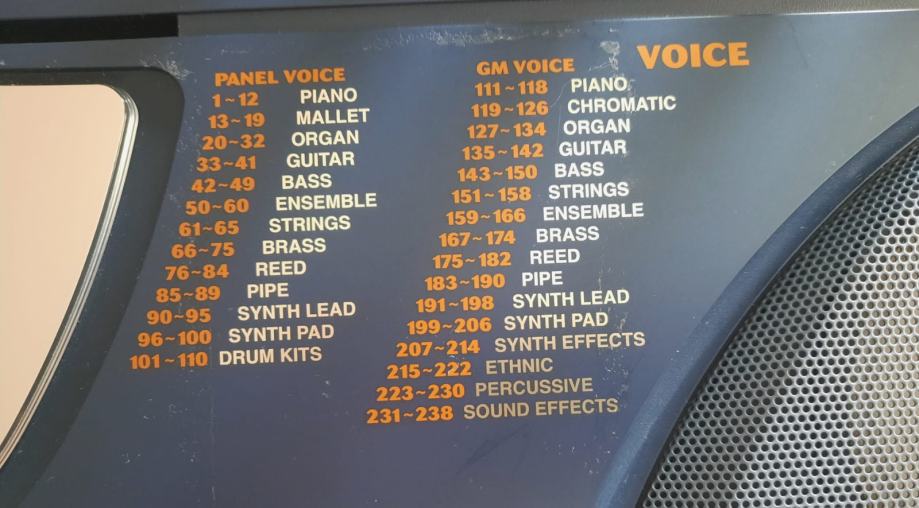 VOICE
PANEL VOICE
1~12 PIANO
13~19 MALLET
20~32 ORGAN
33~41 GUITAR
42~49 BASS
50~60 ENSEMBLE
61~65 STRINGS
66~75 BRASS
76~84 REED
85~89 PIPE
90~95 SYNTH LEAD
96~100 SYNTH PAD
101~110 DRUM KITS
GM VOICE
111~118 PIANO
119~126 CHROMATIC
127~134 ORGAN
135~142 GUITAR
143~150 BASS
151~158 STRINGS
159~166 ENSEMBLE
167~174 BRASS
175~182 REED
183~190 PIPE
191~198 SYNTH LEAD
199~206 SYNTH PAD
207~214 SYNTH EFFECTS
215~222 ETHNIC
223~230 PERCUSSIVE
231~238 SOUND EFFECTS